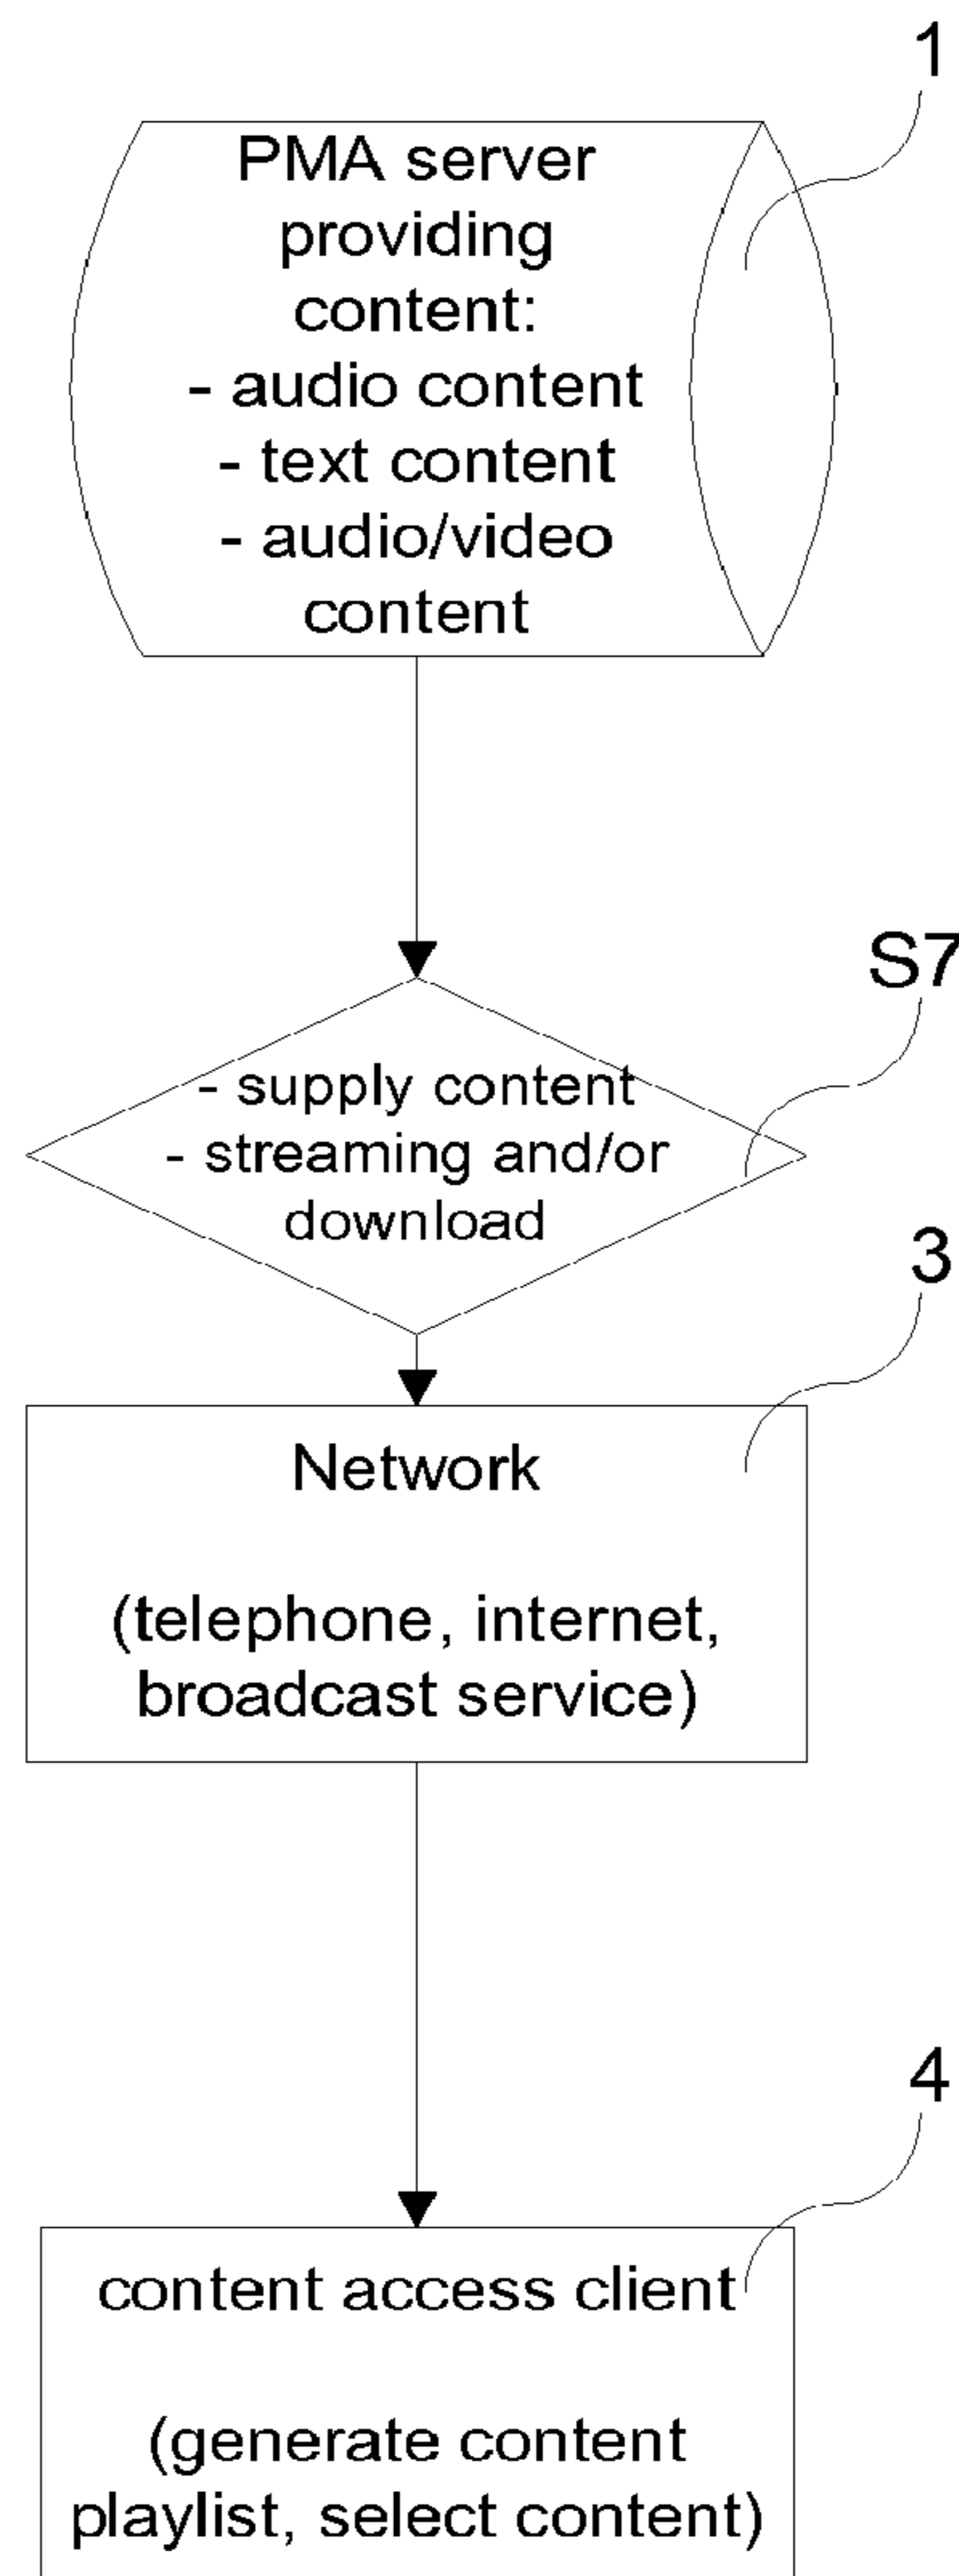 1
PMA server
providing
content:
- audio content
- text content
- audio/video
content
S7
- supply content
- streaming and/or
download
3
Network
(telephone, internet,
broadcast service)
4
content access client
(generate content
playlist, select content)